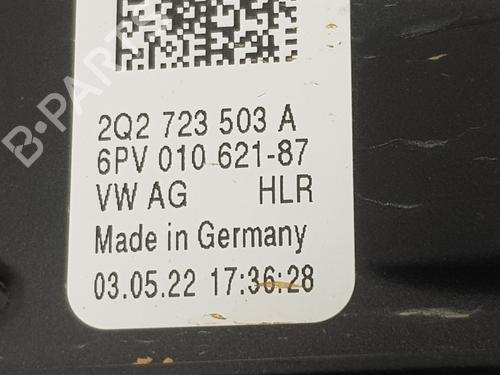 B-PARTS
2Q2 723 503 A
6PV 010 621-87
VW AG HLR
Made in Germany
03.05.22 17:36:28